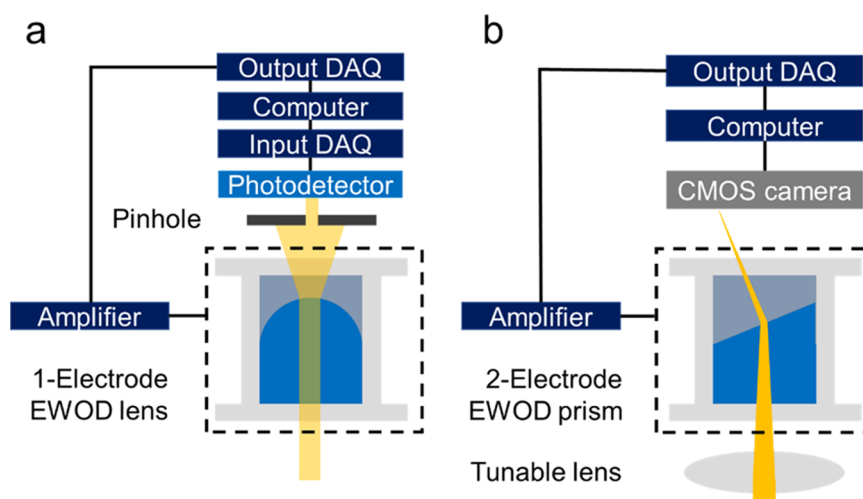 a
Output DAQ
Computer
Input DAQ
Photodetector
Pinhole
Amplifier
1-Electrode
EWOD lens
b
Output DAQ
Computer
CMOS camera
Amplifier
2-Electrode
EWOD prism
Tunable lens